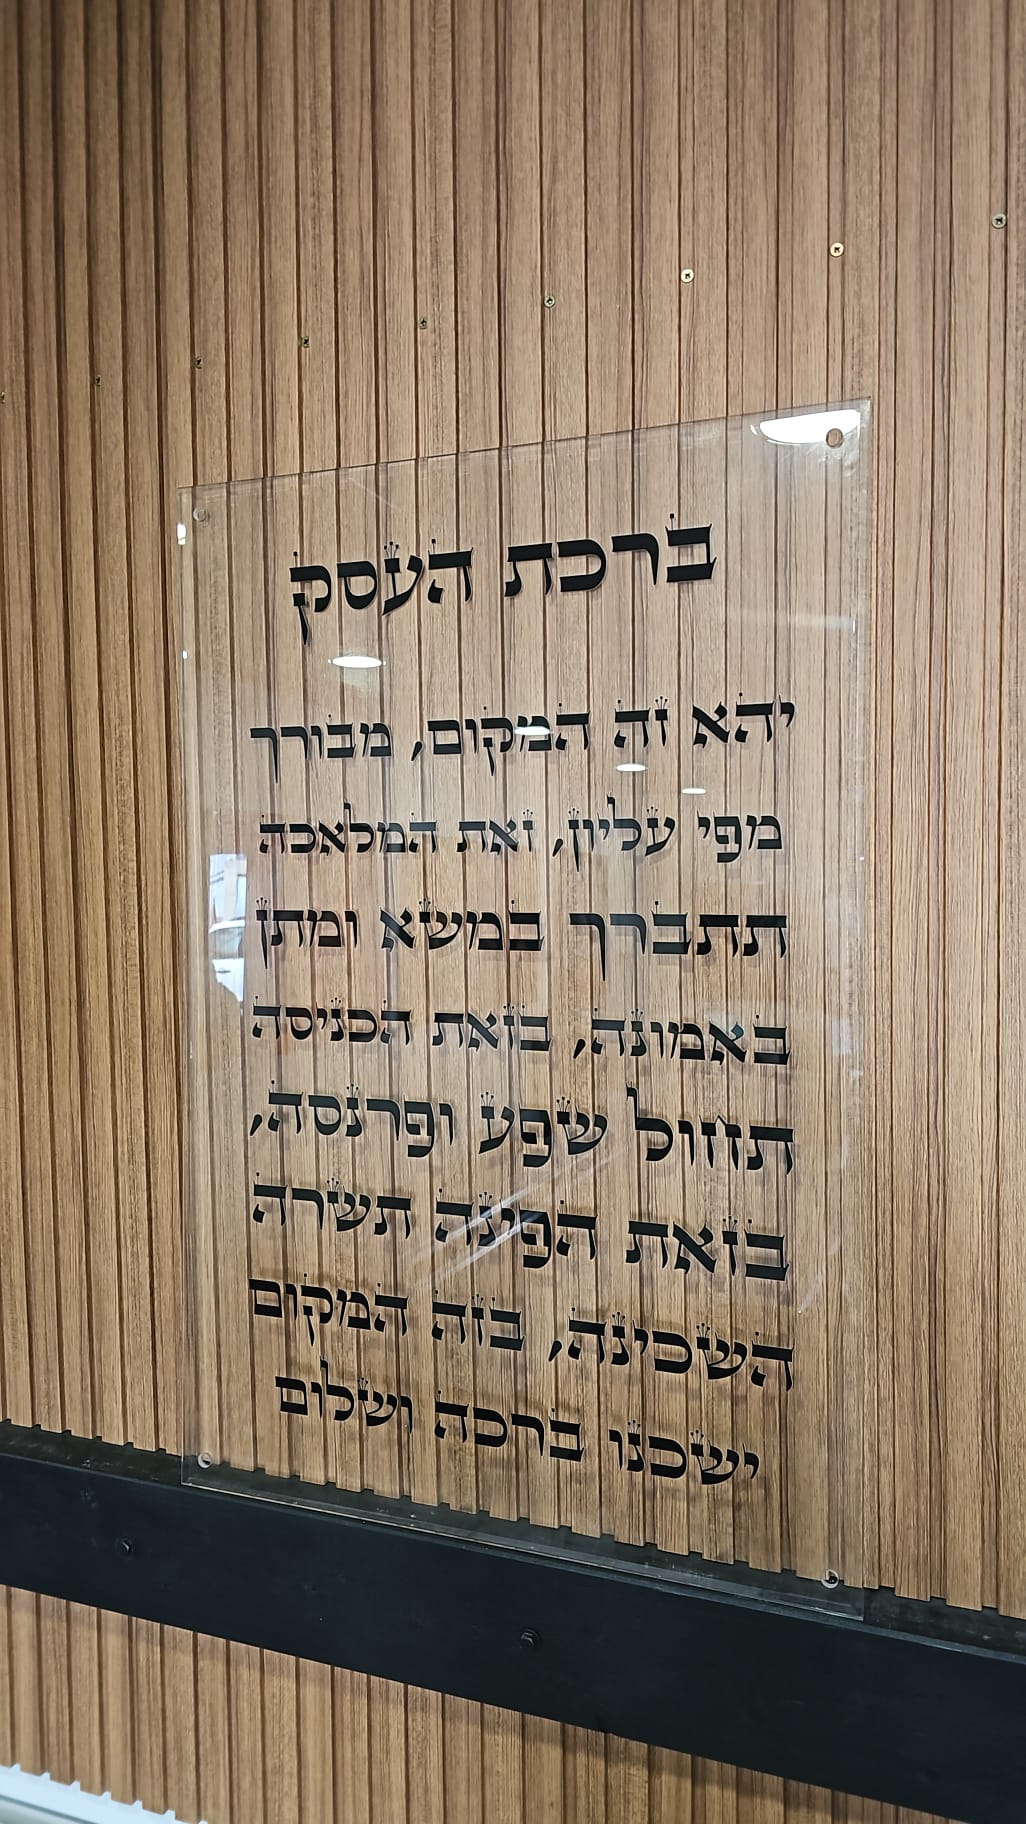 ברכת העסק
יהא זה המקום, מבורך
מפי עליון, זאת המלאכה
תתברך במשא ומתן
באמונה, בזאת הכניסה
תחול שפע ופרנסה,
בזאת הפינה תשרה
השכינה, בזה המקום
ישכנו ברכה ושלום